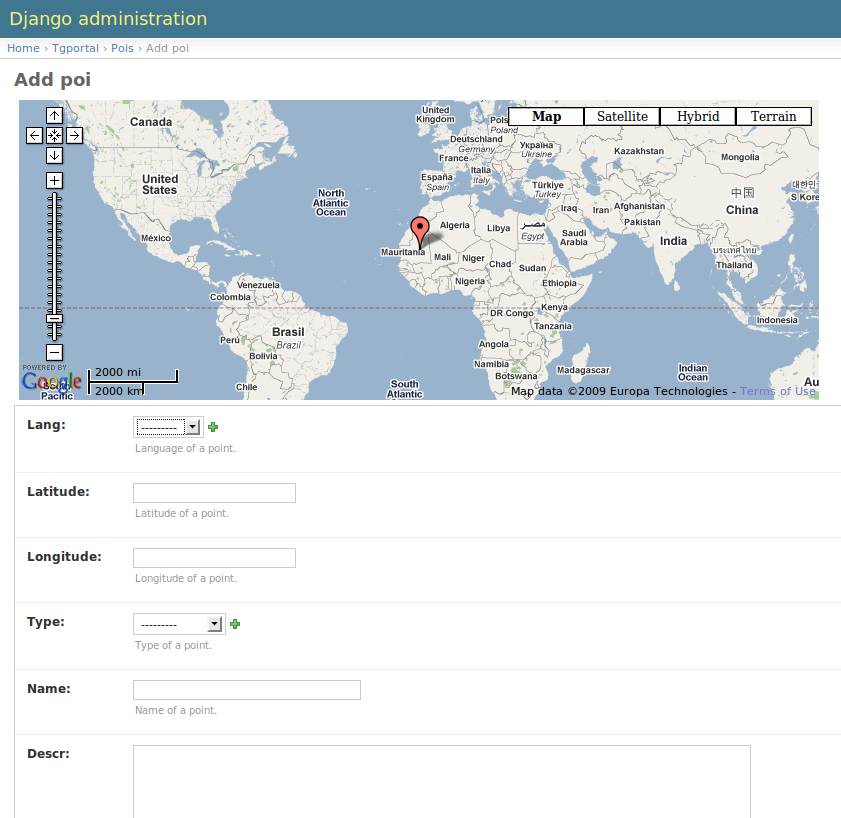 Django administration
Home › Tgportal › Pois › Add poi
Add poi
Map Satellite Hybrid Terrain
Canada
United
Kingdom
Polska
Poland
Deutschland
Germany
Україна
Ukraine
France
Kazakhstan
Mongolia
United
States
España
Spain
Italia
Italy
Türkiye
Turkey
中国
China
S Kore
North
Atlantic
Ocean
Iraq
Iran
Afghanistan
Pakistan
México
Algeria
Libya
مصر
Egypt
Saudi
Arabia
India
ประเทศไทย
Thailand
Mauritania
Mali
Niger
Chad
Sudan
Nigeria
Ethiopia
Venezuela
Colombia
DR Congo
Kenya
Tanzania
Indonesia
Perú
Brasil
Brazil
Bolivia
Angola
Namibia
Botswana
Madagascar
Chile
South
Atlantic
Indian
Ocean
Au
South
Pacific
POWERED BY
Google
2000 mi
2000 km
Map data ©2009 Europa Technologies - Terms of Use
Lang: ---------
Language of a point.
Latitude:
Latitude of a point.
Longitude:
Longitude of a point.
Type: ---------
Type of a point.
Name:
Name of a point.
Descr: